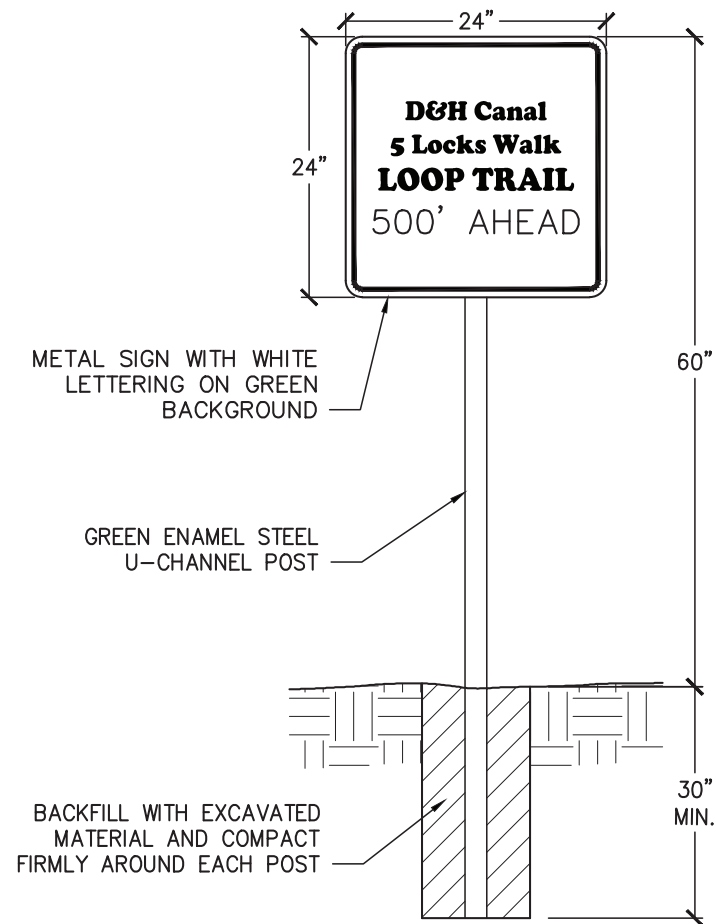 24"
24"
D&H Canal
5 Locks Walk
LOOP TRAIL
500' AHEAD
METAL SIGN WITH WHITE
LETTERING ON GREEN
BACKGROUND
60"
GREEN ENAMEL STEEL
U-CHANNEL POST
30"
MIN.
BACKFILL WITH EXCAVATED
MATERIAL AND COMPACT
FIRMLY AROUND EACH POST